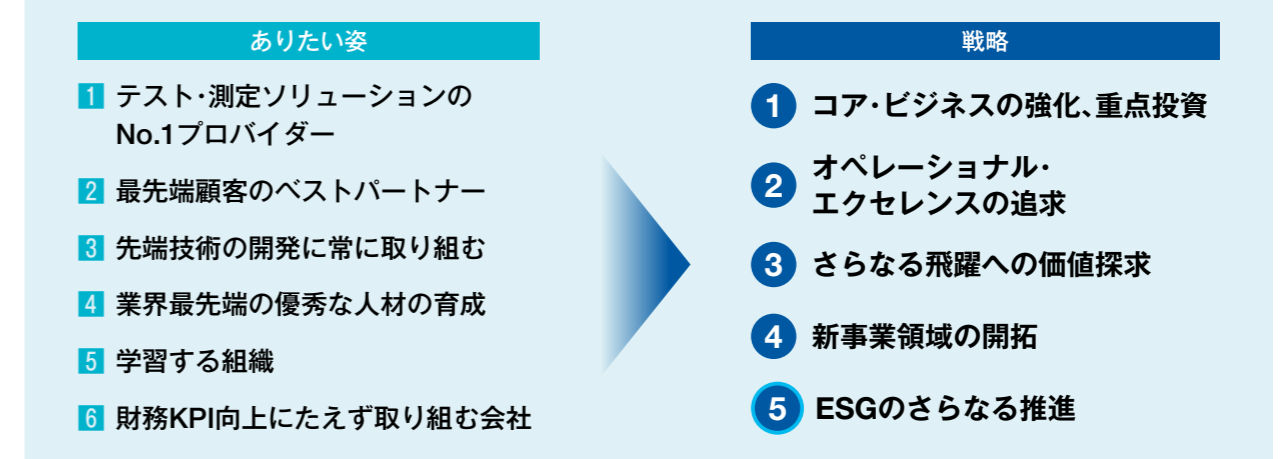 ありたい姿
1 テスト・測定ソリューションの
No.1プロバイダー
2 最先端顧客のベストパートナー
3 先端技術の開発に常に取り組む
4 業界最先端の優秀な人材の育成
5 学習する組織
6 財務KPI向上にたえず取り組む会社
戦略
1 コア・ビジネスの強化、重点投資
2 オペレーショナル・
エクセレンスの追求
3 さらなる飛躍への価値探求
4 新事業領域の開拓
5 ESGのさらなる推進